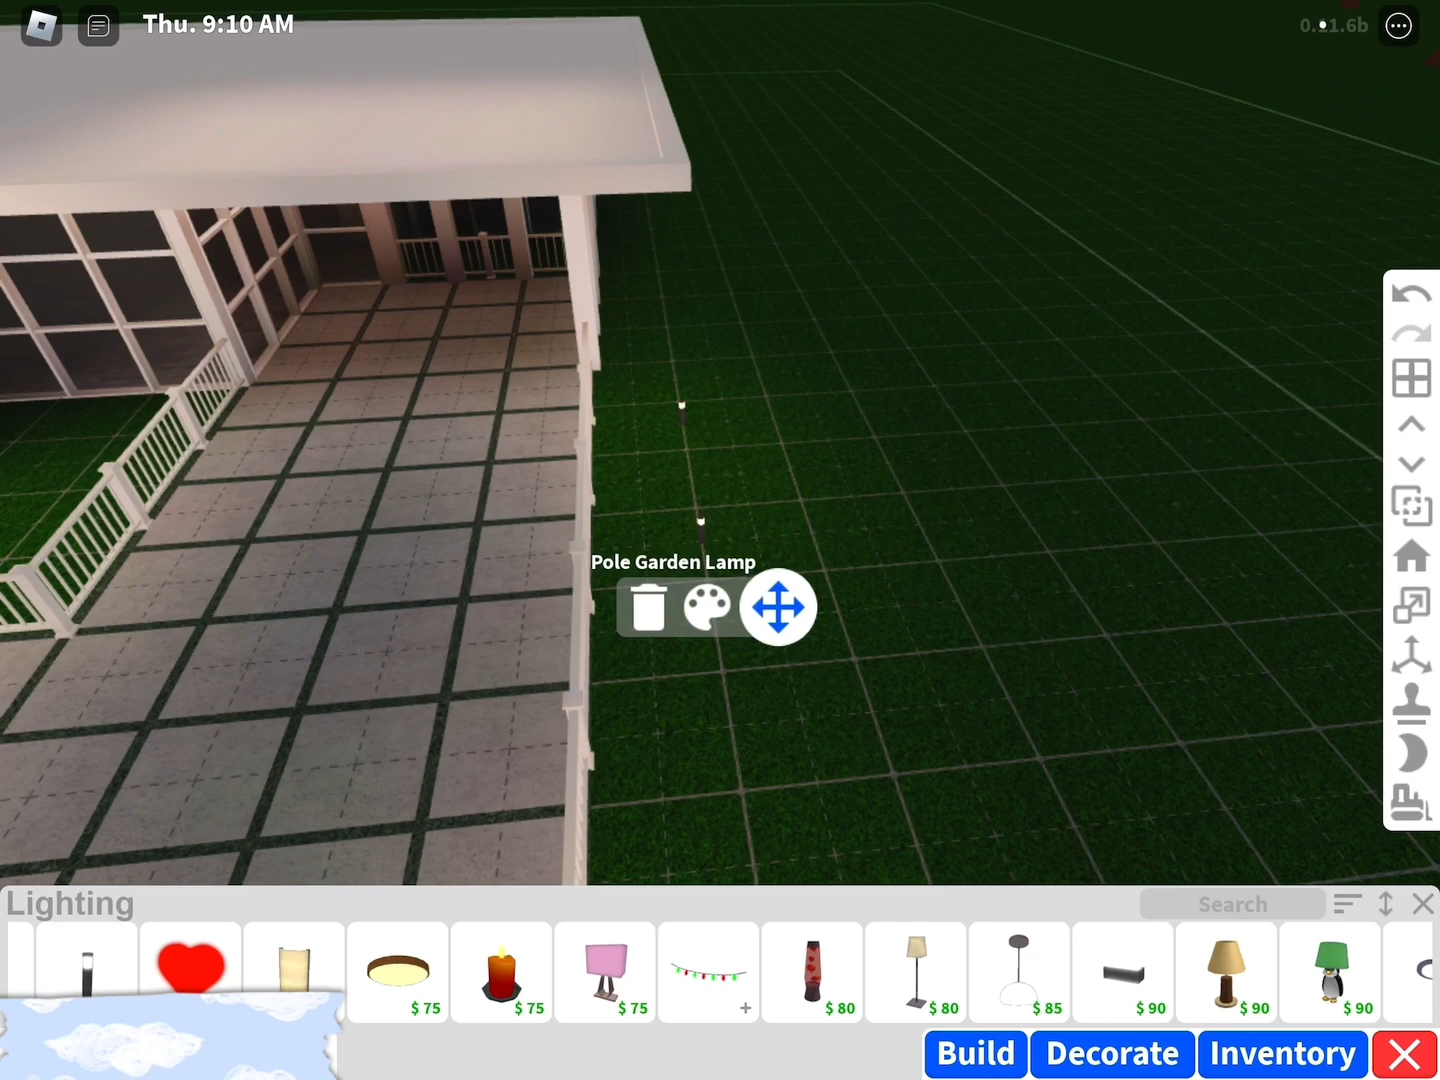 Thu. 9:10 AM
Pole Garden Lamp
Lighting
Search
$ 75
$ 75
$ 75
$ 80
$ 80
$ 85
$ 90
$ 90
$ 90
Build
Decorate
Inventory